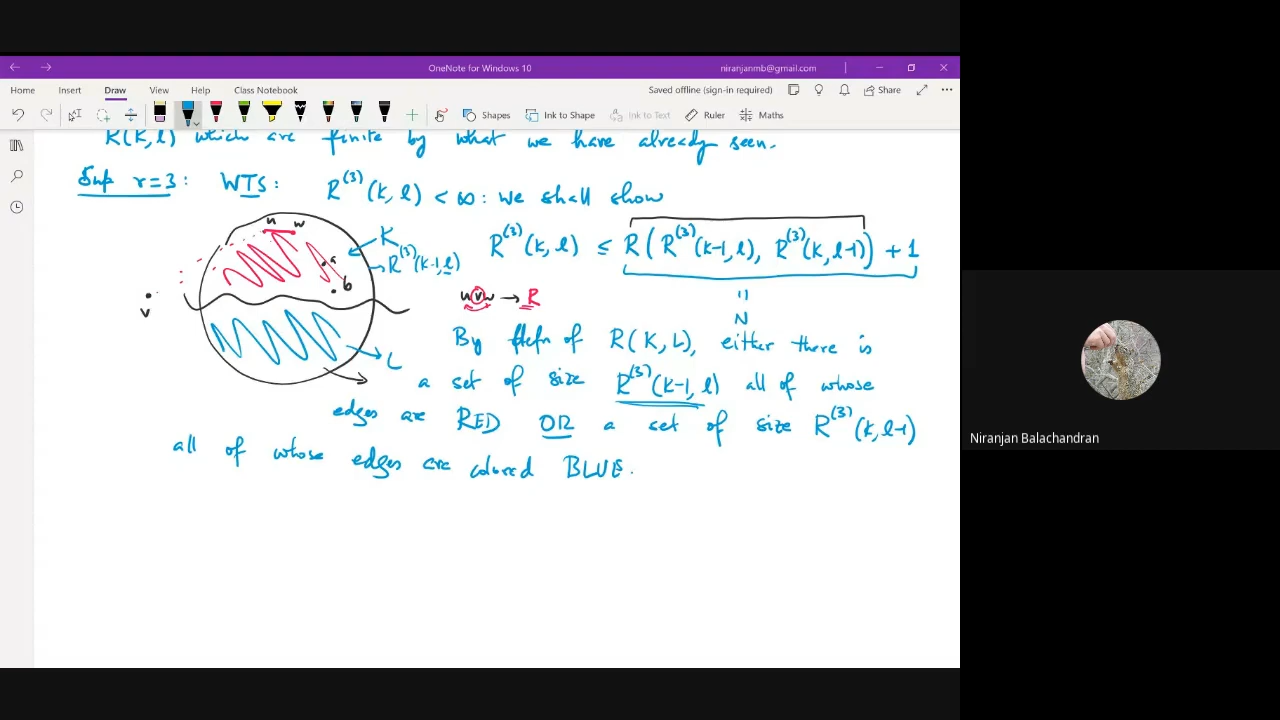 OneNote for Windows 10
niranjanmb@gmail.com
Home Insert Draw View Help Class Notebook
Saved offline (sign-in required)
Share
Shapes Ink to Shape Ink to Text Ruler Maths
R(k,l) which are finite by what we have already seen.
Sup r=3: WTS: R^(3)(k,l) < ∞: we shall show
R^(3)(k,l) ≤ R(R^(3)(k-1,l), R^(3)(k,l-1)) + 1
u w
K
R^(3)(k-1,l)
a
b
v
L
uvw → R
"
N
By defn of R(K,L), either there is
a set of size R^(3)(k-1,l) all of whose
edges are RED OR a set of size R^(3)(k,l-1)
all of whose edges are colored BLUE.
Niranjan Balachandran